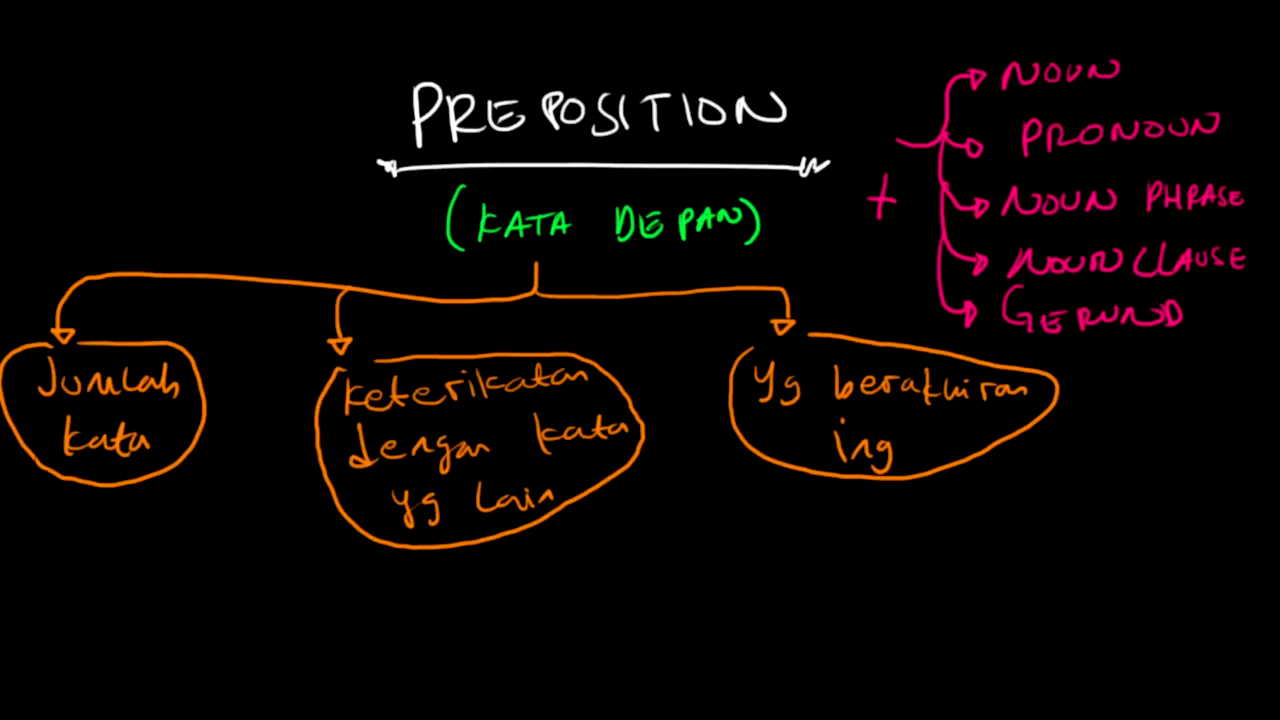 PREPOSITION
(KATA DEPAN)
+
NOUN
PRONOUN
NOUN PHRASE
NOUN CLAUSE
GERUND
Jumlah
kata
keterikatan
dengan kata
yg Lain
Yg berakhiran
ing